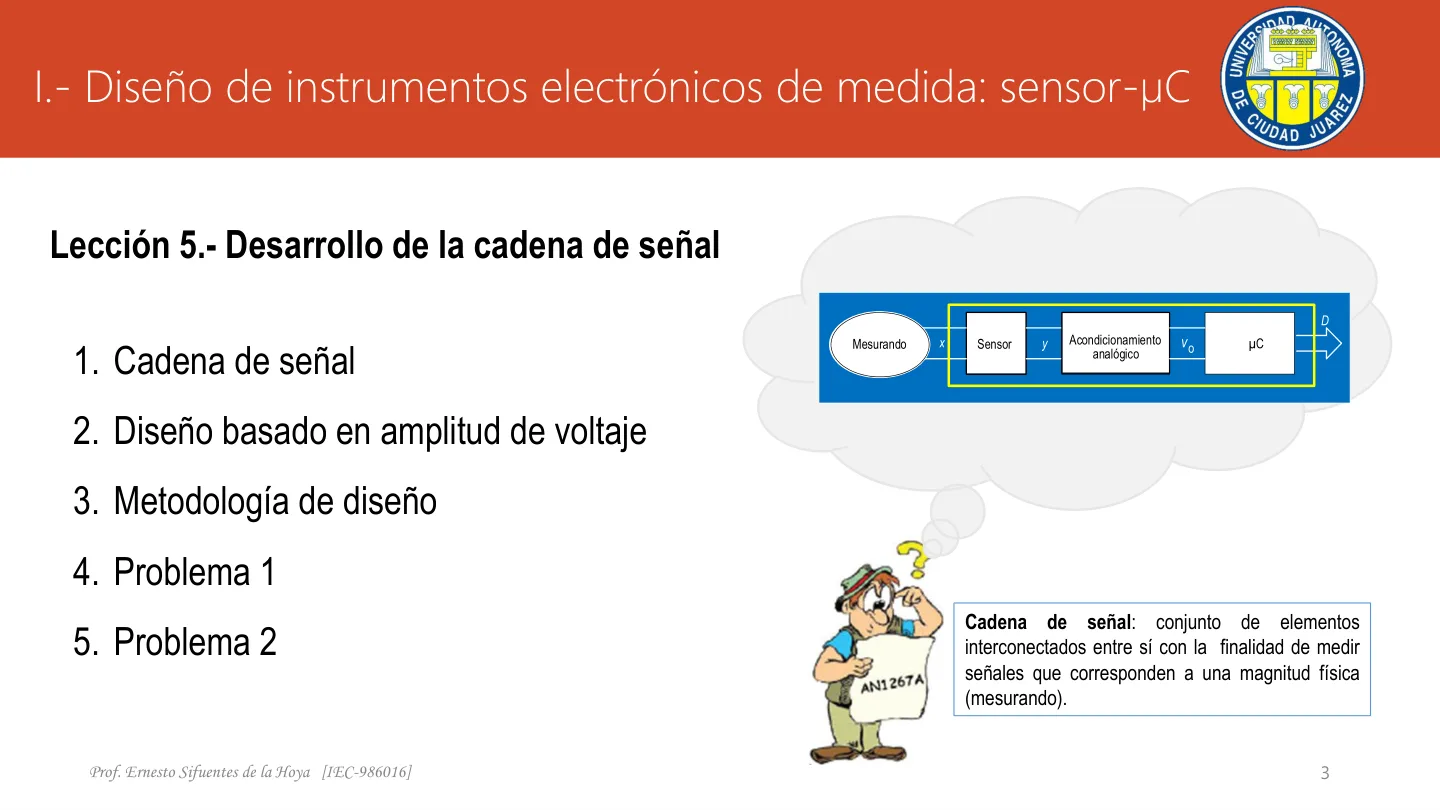 I.- Diseño de instrumentos electrónicos de medida: sensor-µC
UNIVERSIDAD AUTONOMA
DE CIUDAD JUAREZ
Lección 5.- Desarrollo de la cadena de señal
1. Cadena de señal
2. Diseño basado en amplitud de voltaje
3. Metodología de diseño
4. Problema 1
5. Problema 2
Mesurando
x
Sensor
y
Acondicionamiento
analógico
vO
µC
D
?
AN1267A
Cadena de señal: conjunto de elementos
interconectados entre sí con la finalidad de medir
señales que corresponden a una magnitud física
(mesurando).
Prof. Ernesto Sifuentes de la Hoya [IEC-986016]
3